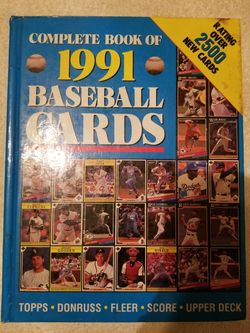 COMPLETE BOOK OF
1991
BASEBALL
CARDS
RATING
OVER
2500
NEW CARDS
TOPPS • DONRUSS • FLEER • SCORE • UPPER DECK